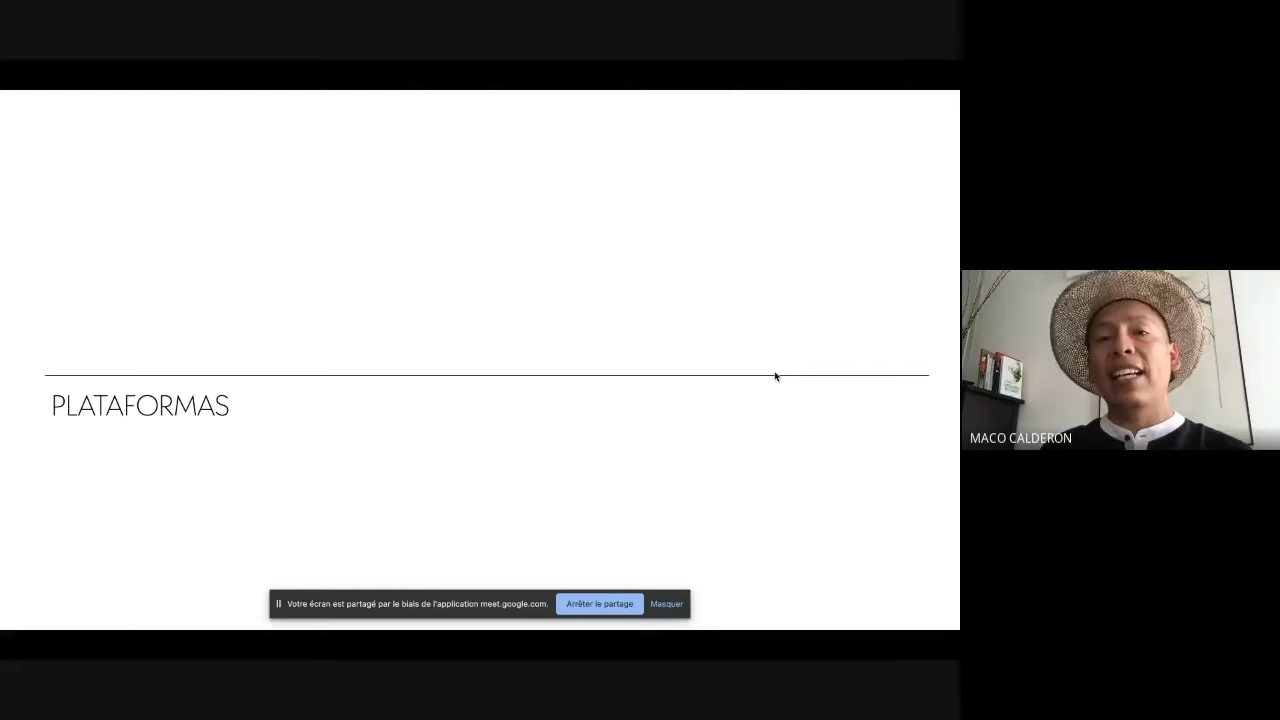 PLATAFORMAS
MACO CALDERON
Votre écran est partagé par le biais de l'application meet.google.com. Arrêter le partage Masquer